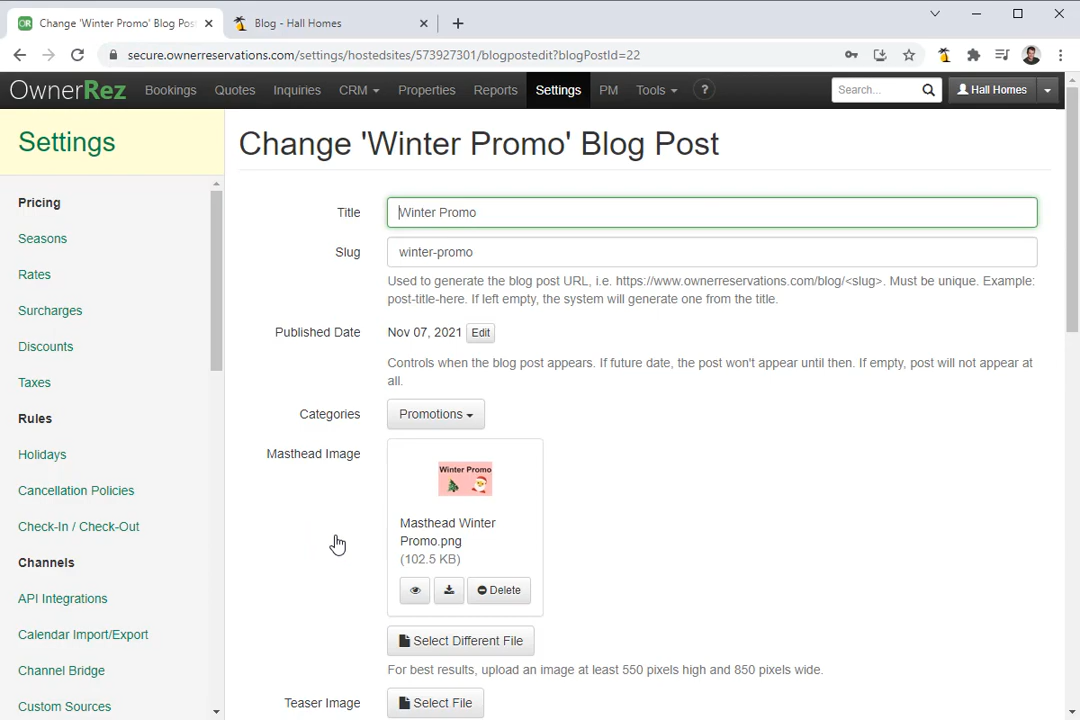 OR Change 'Winter Promo' Blog Pos
Blog - Hall Homes
secure.ownerreservations.com/settings/hostedsites/573927301/blogpostedit?blogPostId=22
OwnerRez
Bookings
Quotes
Inquiries
CRM
Properties
Reports
Settings
PM
Tools
?
Search...
Hall Homes
Settings
Pricing
Seasons
Rates
Surcharges
Discounts
Taxes
Rules
Holidays
Cancellation Policies
Check-In / Check-Out
Channels
API Integrations
Calendar Import/Export
Channel Bridge
Custom Sources
Change 'Winter Promo' Blog Post
Title
Winter Promo
Slug
winter-promo
Used to generate the blog post URL, i.e. https://www.ownerreservations.com/blog/<slug>. Must be unique. Example:
post-title-here. If left empty, the system will generate one from the title.
Published Date
Nov 07, 2021 Edit
Controls when the blog post appears. If future date, the post won't appear until then. If empty, post will not appear at
all.
Categories
Promotions
Masthead Image
Winter Promo
Masthead Winter
Promo.png
(102.5 KB)
Delete
Select Different File
For best results, upload an image at least 550 pixels high and 850 pixels wide.
Teaser Image
Select File